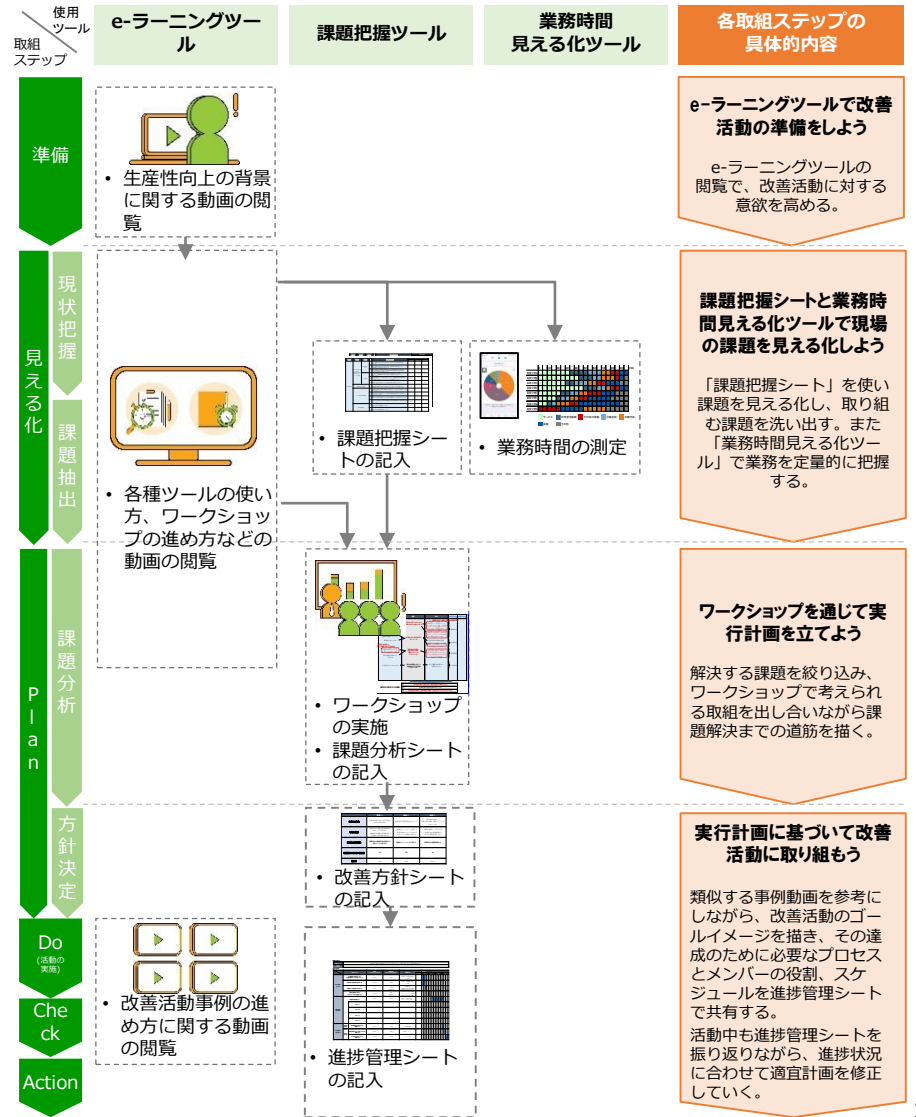 使用
ツール
取組
ステップ
e-ラーニングツー
ル
課題把握ツール
業務時間
見える化ツール
各取組ステップの
具体的内容
準備
• 生産性向上の背景
に関する動画の閲
覧
e-ラーニングツールで改善
活動の準備をしよう
e-ラーニングツールの
閲覧で、改善活動に対する
意欲を高める。
見える化
現状把握
課題抽出
• 各種ツールの使い
方、ワークショッ
プの進め方などの
動画の閲覧
• 課題把握シー
トの記入
• 業務時間の測定
課題把握シートと業務時
間見える化ツールで現場
の課題を見える化しよう
「課題把握シート」を使い
課題を見える化し、取り組
む課題を洗い出す。また
「業務時間見える化ツー
ル」で業務を定量的に把握
する。
Plan
課題分析
• ワークショップ
の実施
• 課題分析シート
の記入
ワークショップを通じて実
行計画を立てよう
解決する課題を絞り込み、
ワークショップで考えられ
る取組を出し合いながら課
題解決までの道筋を描く。
方針決定
• 改善方針シート
の記入
実行計画に基づいて改善
活動に取り組もう
類似する事例動画を参考に
しながら、改善活動のゴー
ルイメージを描き、その達
成のために必要なプロセス
とメンバーの役割、スケ
ジュールを進捗管理シート
で共有する。
活動中も進捗管理シートを
振り返りながら、進捗状況
に合わせて適宜計画を修正
していく。
Do
(活動の
実施)
Che
ck
Action
• 改善活動事例の進
め方に関する動画
の閲覧
• 進捗管理シート
の記入